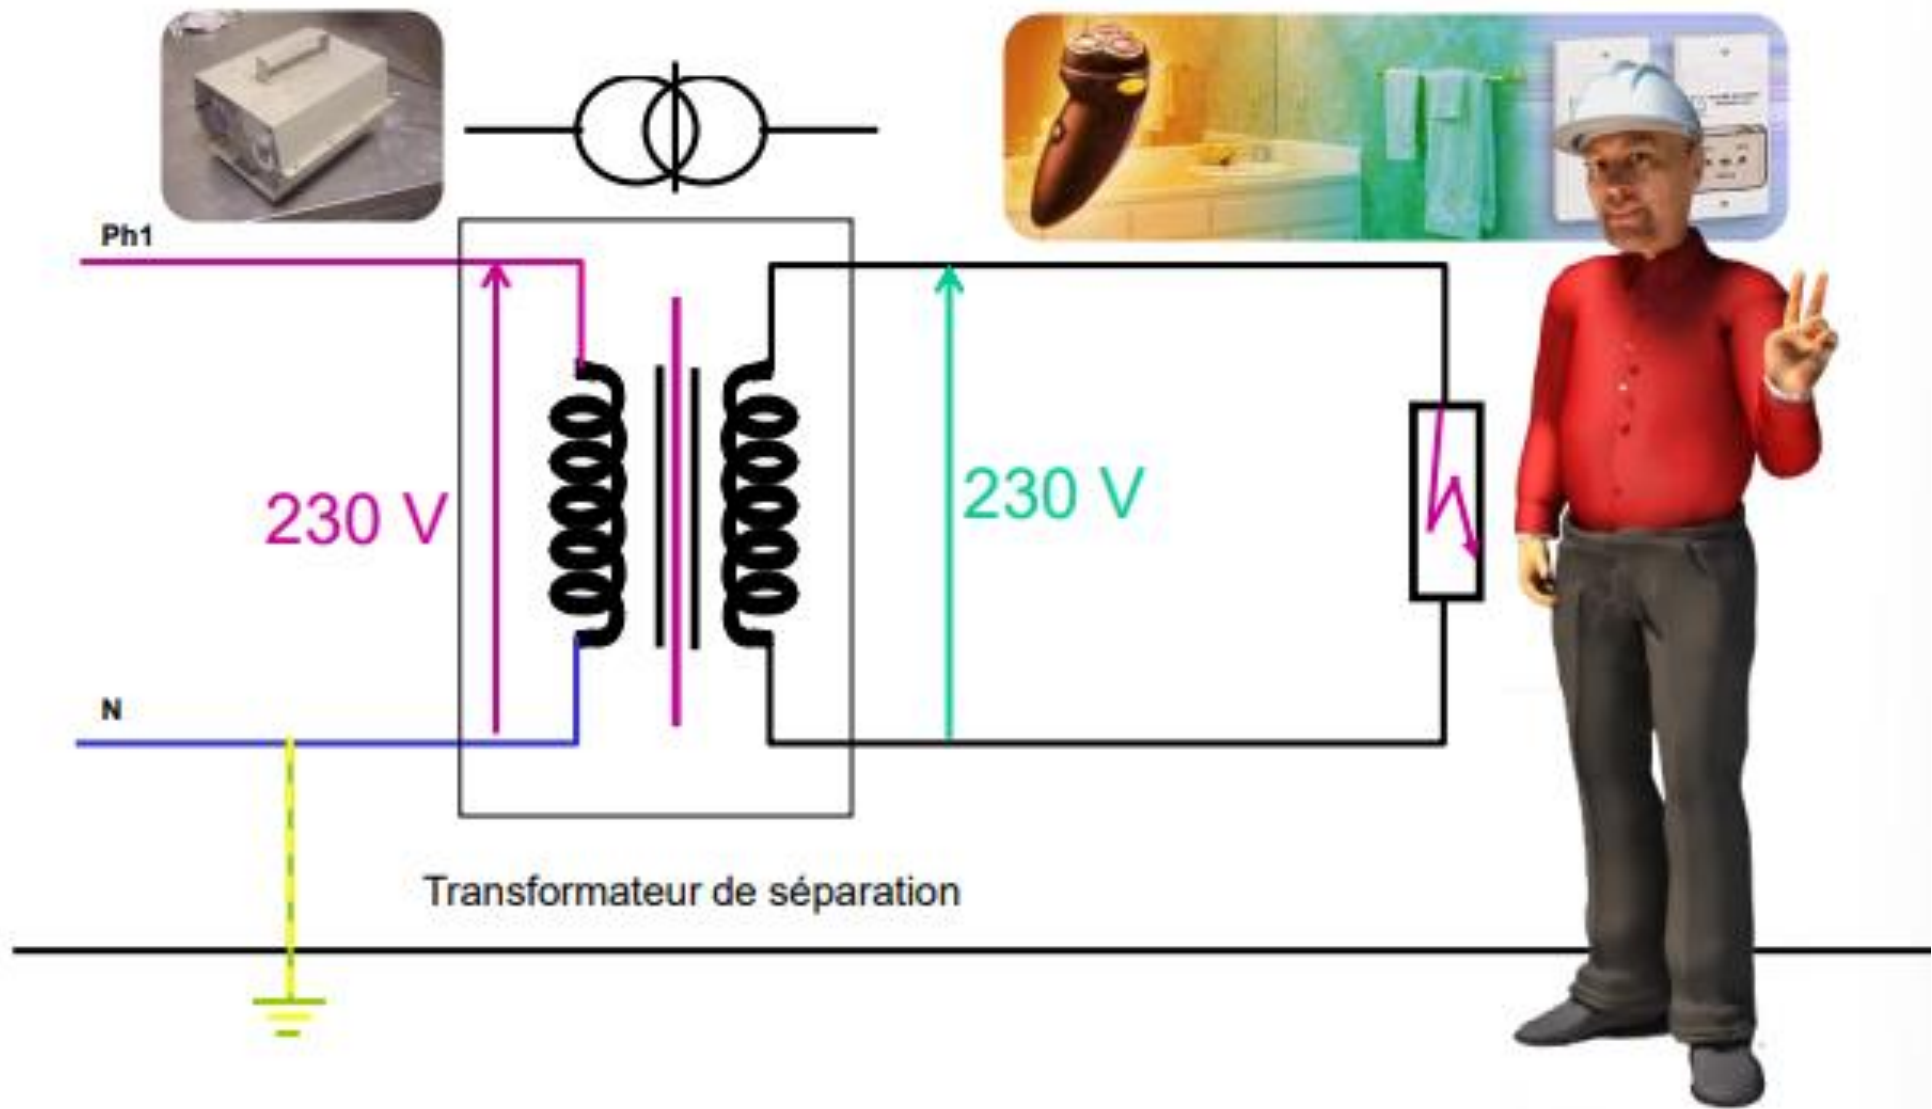 Ph1
230 V
230 V
N
Transformateur de séparation